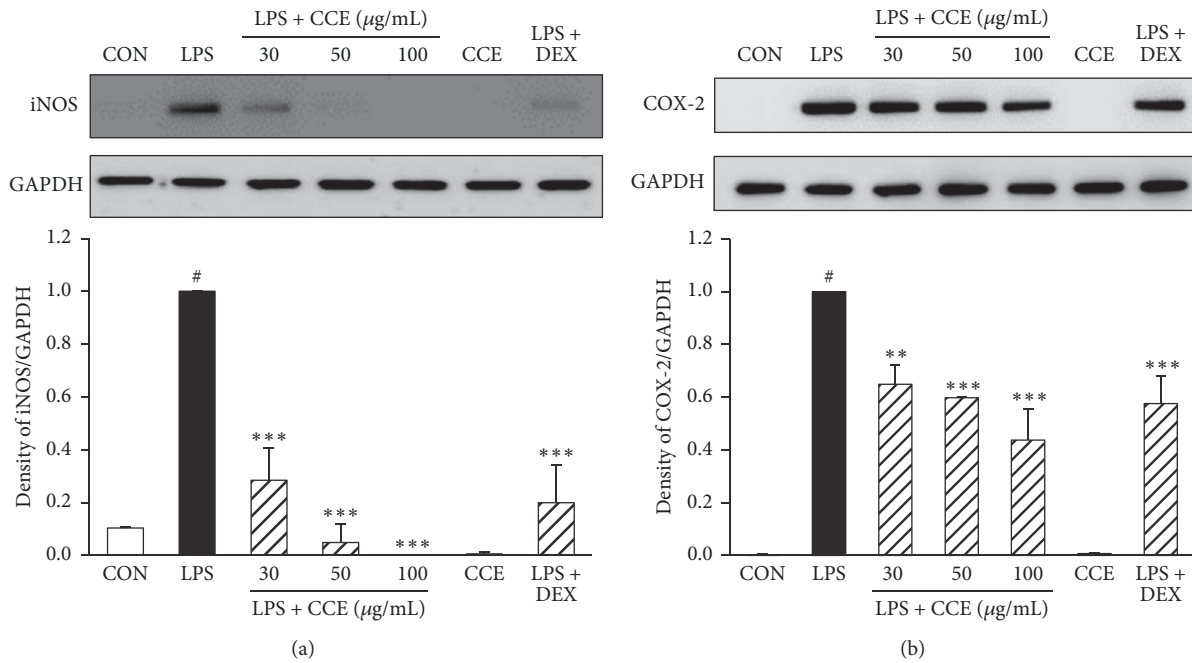 LPS + CCE (μg/mL)
CON LPS 30 50 100 CCE LPS + DEX
iNOS
GAPDH
Density of iNOS/GAPDH
1.2
1.0
0.8
0.6
0.4
0.2
0.0
#
***
***
***
***
CON LPS 30 50 100 CCE LPS + DEX
LPS + CCE (μg/mL)
(a)
LPS + CCE (μg/mL)
CON LPS 30 50 100 CCE LPS + DEX
COX-2
GAPDH
Density of COX-2/GAPDH
1.2
1.0
0.8
0.6
0.4
0.2
0.0
#
**
***
***
***
CON LPS 30 50 100 CCE LPS + DEX
LPS + CCE (μg/mL)
(b)